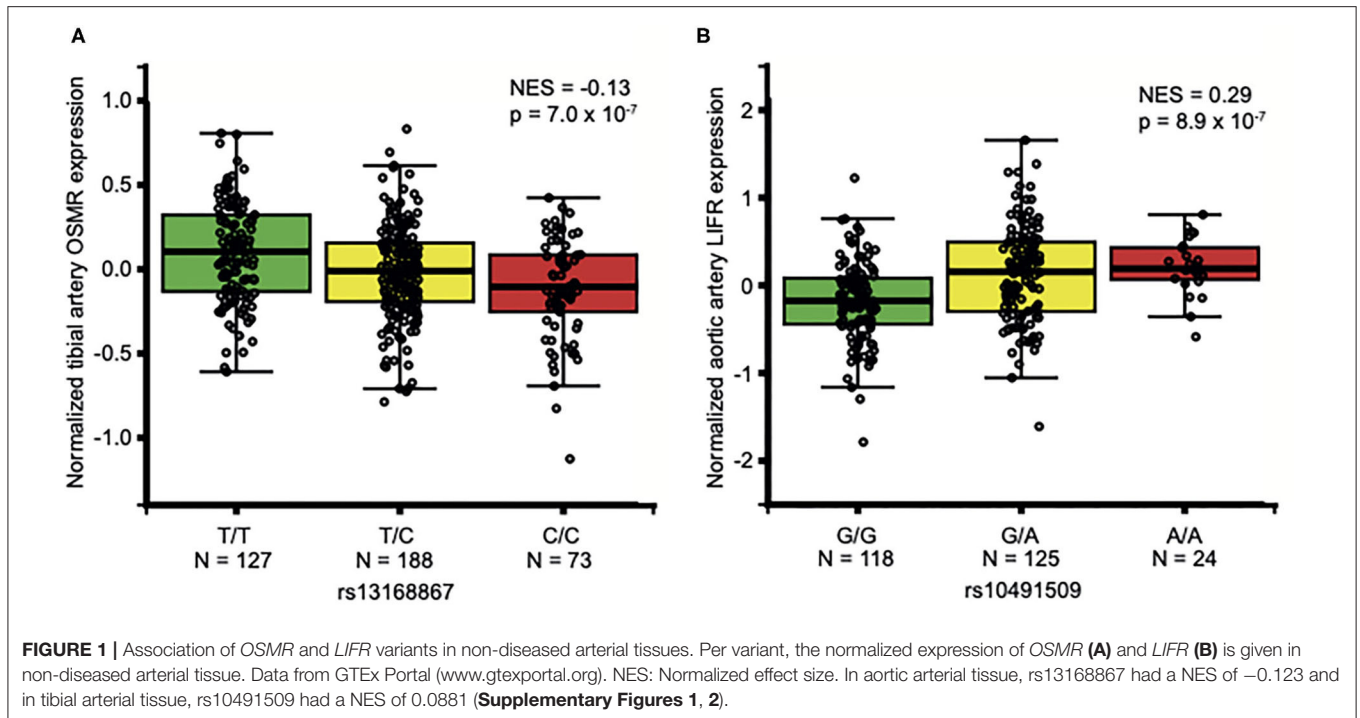 A
Normalized tibial artery OSMR expression
1.0
0.5
0.0
-0.5
-1.0
NES = -0.13
p = 7.0 x 10⁻⁷
T/T
N = 127
T/C
N = 188
C/C
N = 73
rs13168867
B
Normalized aortic artery LIFR expression
2
1
0
-1
-2
NES = 0.29
p = 8.9 x 10⁻⁷
G/G
N = 118
G/A
N = 125
A/A
N = 24
rs10491509
FIGURE 1 | Association of OSMR and LIFR variants in non-diseased arterial tissues. Per variant, the normalized expression of OSMR (A) and LIFR (B) is given in
non-diseased arterial tissue. Data from GTEx Portal (www.gtexportal.org). NES: Normalized effect size. In aortic arterial tissue, rs13168867 had a NES of −0.123 and
in tibial arterial tissue, rs10491509 had a NES of 0.0881 (Supplementary Figures 1, 2).